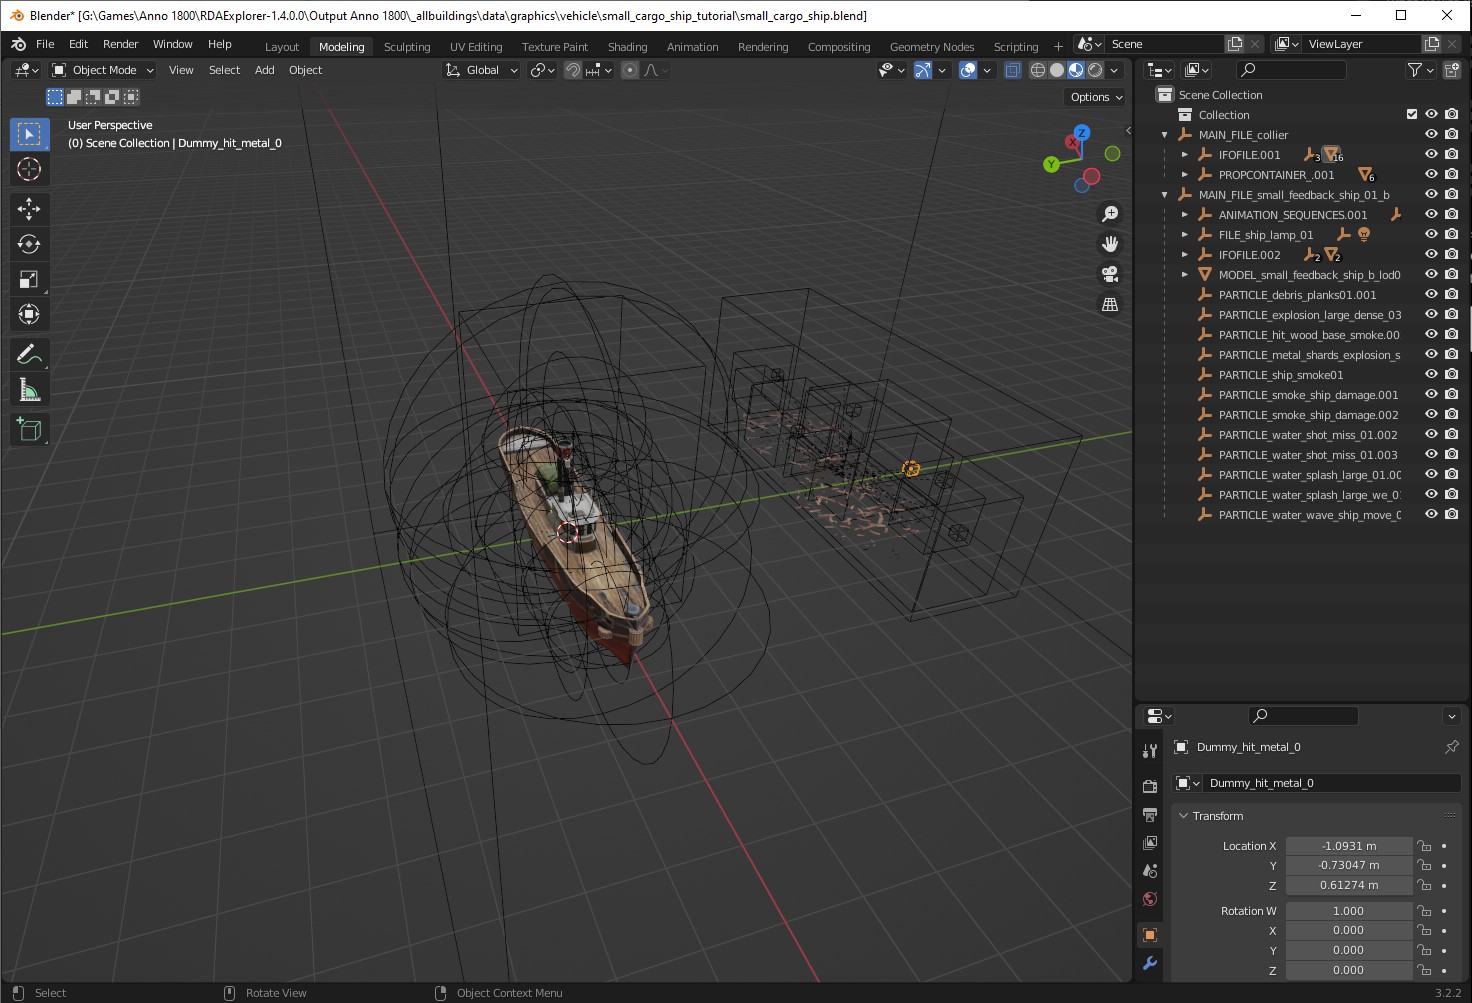 Blender* [G:\Games\Anno 1800\RDAExplorer-1.4.0.0\Output Anno 1800\_allbuildings\data\graphics\vehicle\small_cargo_ship_tutorial\small_cargo_ship.blend]
File Edit Render Window Help Layout Modeling Sculpting UV Editing Texture Paint Shading Animation Rendering Compositing Geometry Nodes Scripting + Scene ViewLayer
Object Mode View Select Add Object Global
Options
User Perspective
(0) Scene Collection | Dummy_hit_metal_0
Z
X
Y
Scene Collection
Collection
MAIN_FILE_collier
IFOFILE.001 3 16
PROPCONTAINER_.001 6
MAIN_FILE_small_feedback_ship_01_b
ANIMATION_SEQUENCES.001
FILE_ship_lamp_01
IFOFILE.002 2 2
MODEL_small_feedback_ship_b_lod0
PARTICLE_debris_planks01.001
PARTICLE_explosion_large_dense_03
PARTICLE_hit_wood_base_smoke.00
PARTICLE_metal_shards_explosion_s
PARTICLE_ship_smoke01
PARTICLE_smoke_ship_damage.001
PARTICLE_smoke_ship_damage.002
PARTICLE_water_shot_miss_01.002
PARTICLE_water_shot_miss_01.003
PARTICLE_water_splash_large_01.00
PARTICLE_water_splash_large_we_01
PARTICLE_water_wave_ship_move_0
Dummy_hit_metal_0
Dummy_hit_metal_0
Transform
Location X -1.0931 m
Y -0.73047 m
Z 0.61274 m
Rotation W 1.000
X 0.000
Y 0.000
Z 0.000
Select Rotate View Object Context Menu 3.2.2